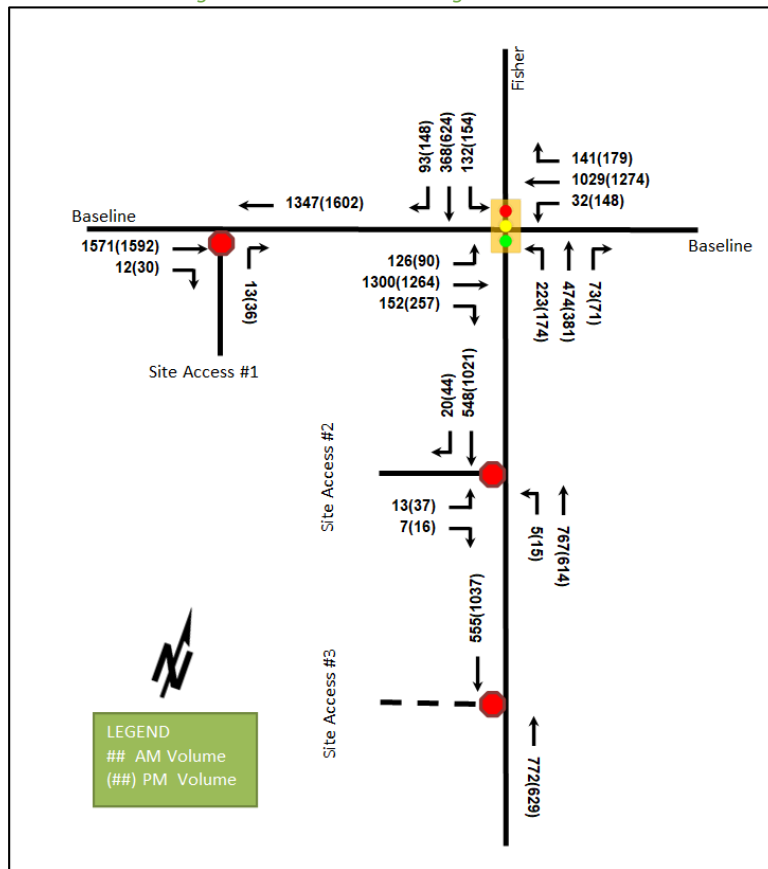 Fisher
93(148)
368(624)
132(154)
141(179)
1029(1274)
32(148)
1347(1602)
Baseline
Baseline
1571(1592)
12(30)
13(36)
126(90)
1300(1264)
152(257)
223(174)
474(381)
73(71)
Site Access #1
20(44)
548(1021)
Site Access #2
13(37)
7(16)
5(15)
767(614)
555(1037)
Site Access #3
N
772(629)
LEGEND
## AM Volume
(##) PM Volume